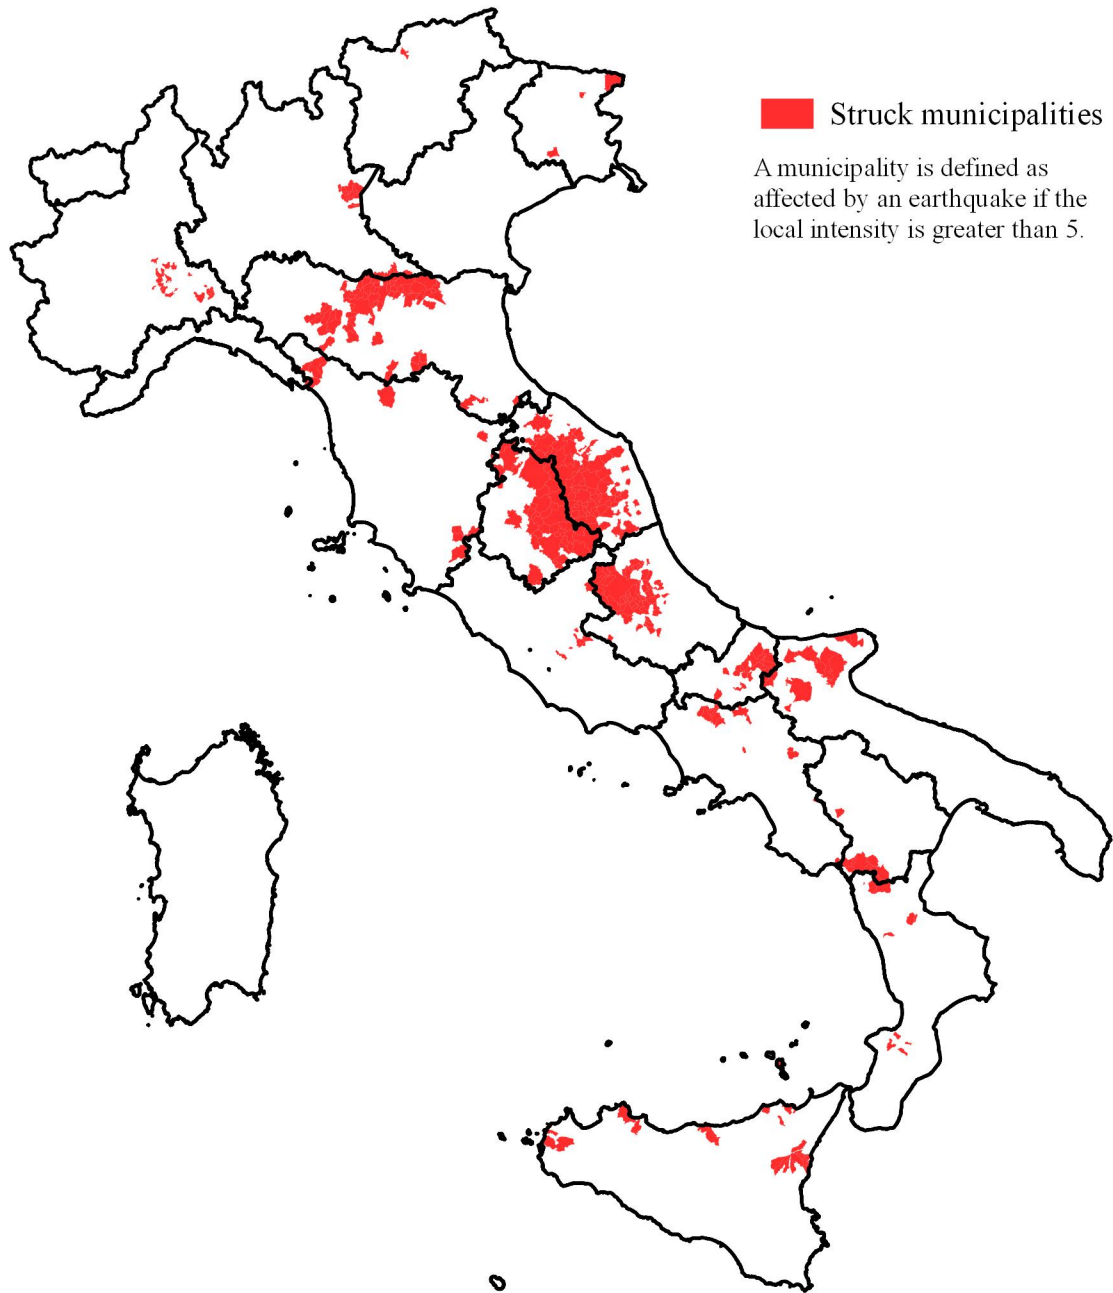 Struck municipalities
A municipality is defined as
affected by an earthquake if the
local intensity is greater than 5.